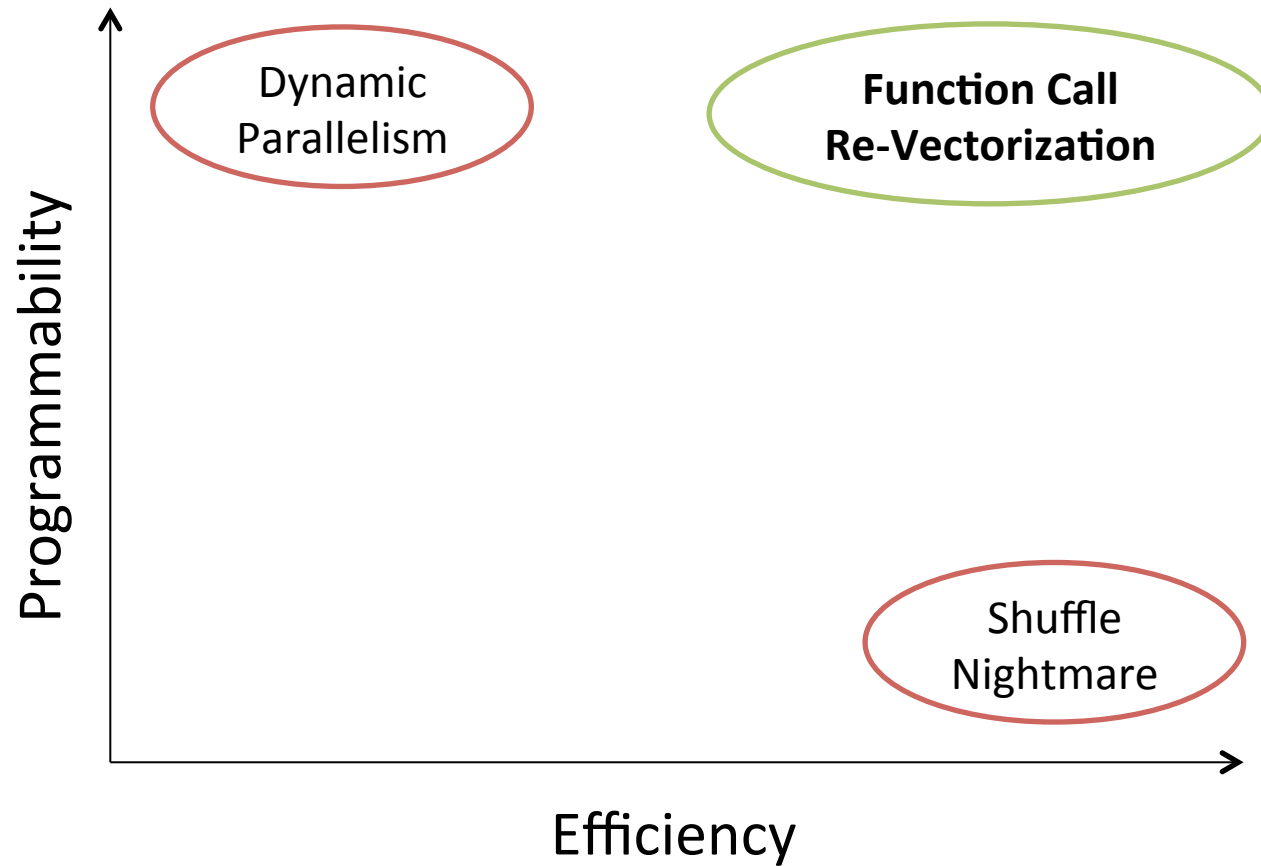 Dynamic
Parallelism
Function Call
Re-Vectorization
Programmability
Shuffle
Nightmare
Efficiency